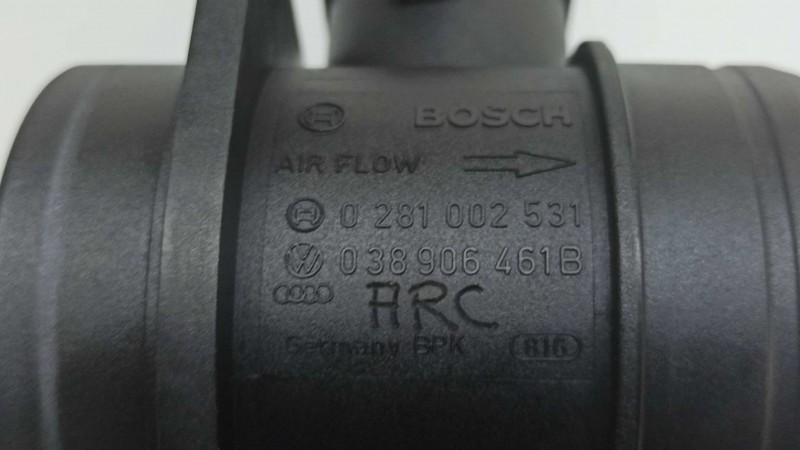 BOSCH
AIR FLOW
0 281 002 531
038 906 461B
ARC
Germany BPK 816